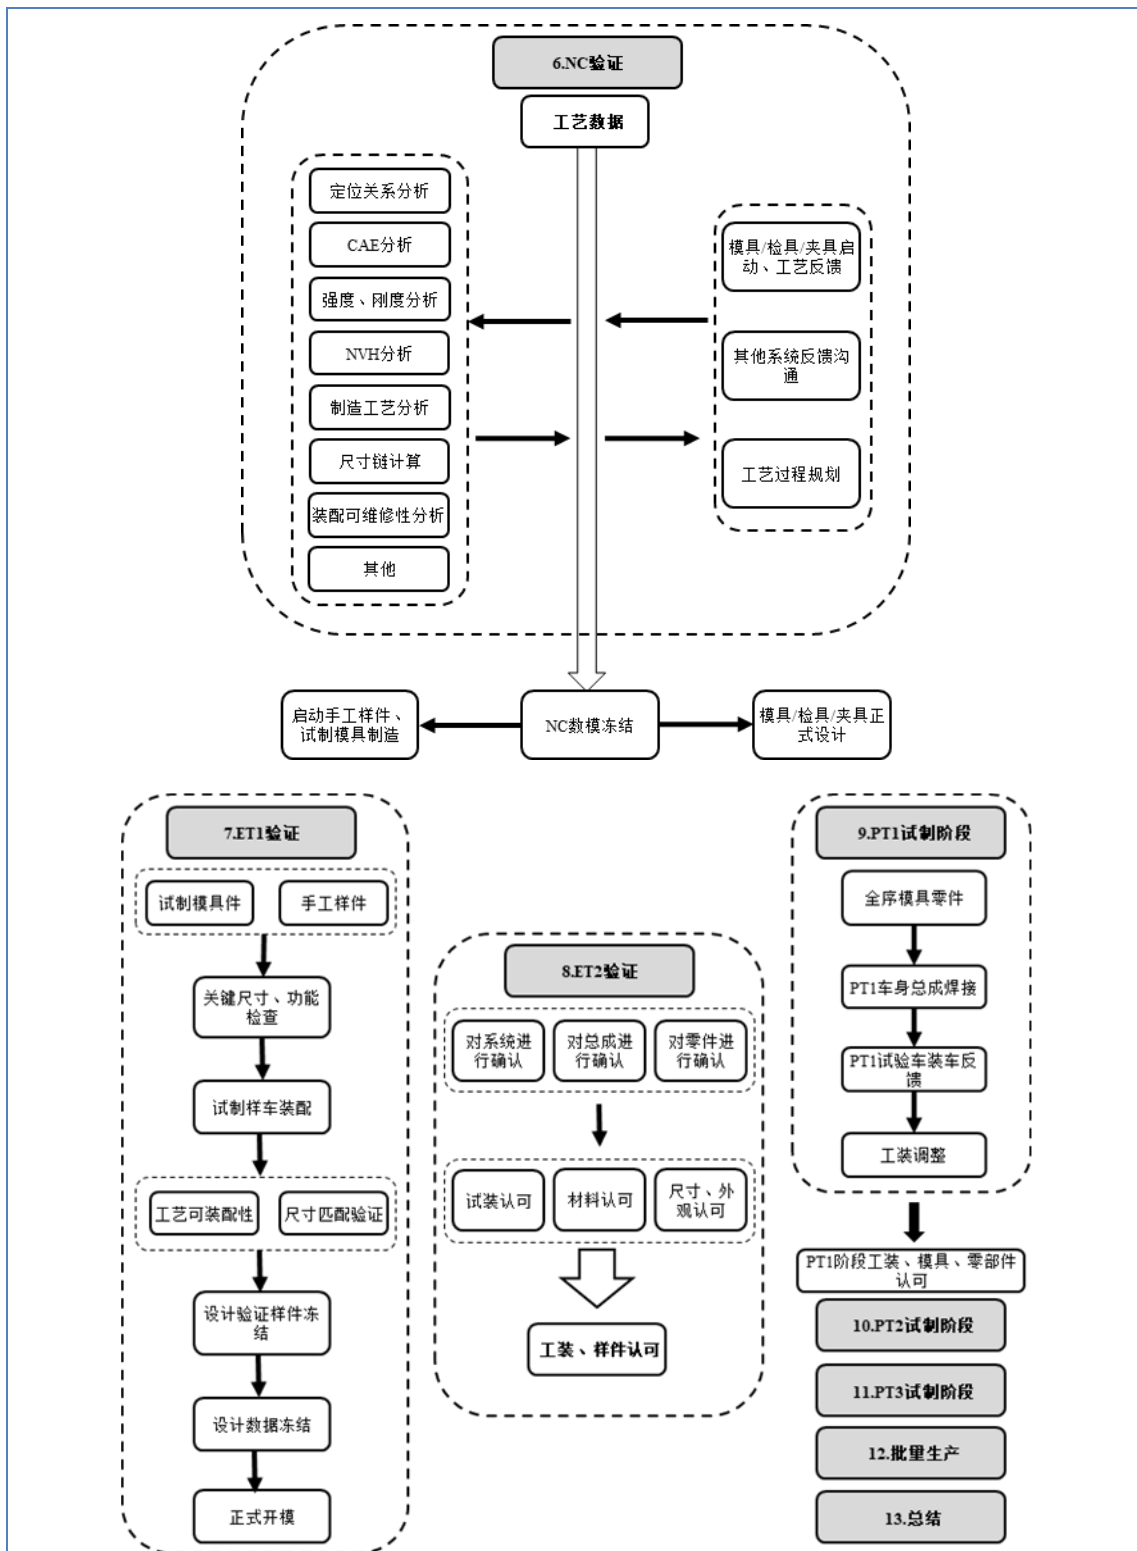 6.NC验证
工艺数据
定位关系分析
CAE分析
强度、刚度分析
NVH分析
制造工艺分析
尺寸链计算
装配可维修性分析
其他
模具/检具/夹具启
动、工艺反馈
其他系统反馈沟
通
工艺过程规划
启动手工样件、
试制模具制造
NC数模冻结
模具/检具/夹具正
式设计
7.ET1验证
试制模具件
手工样件
关键尺寸、功能
检查
试制样车装配
工艺可装配性
尺寸匹配验证
设计验证样件冻
结
设计数据冻结
正式开模
8.ET2验证
对系统进
行确认
对总成进
行确认
对零件进
行确认
试装认可
材料认可
尺寸、外
观认可
工装、样件认可
9.PT1试制阶段
全序模具零件
PT1车身总成焊接
PT1试验车装车反
馈
工装调整
PT1阶段工装、模具、零部件
认可
10.PT2试制阶段
11.PT3试制阶段
12.批量生产
13.总结